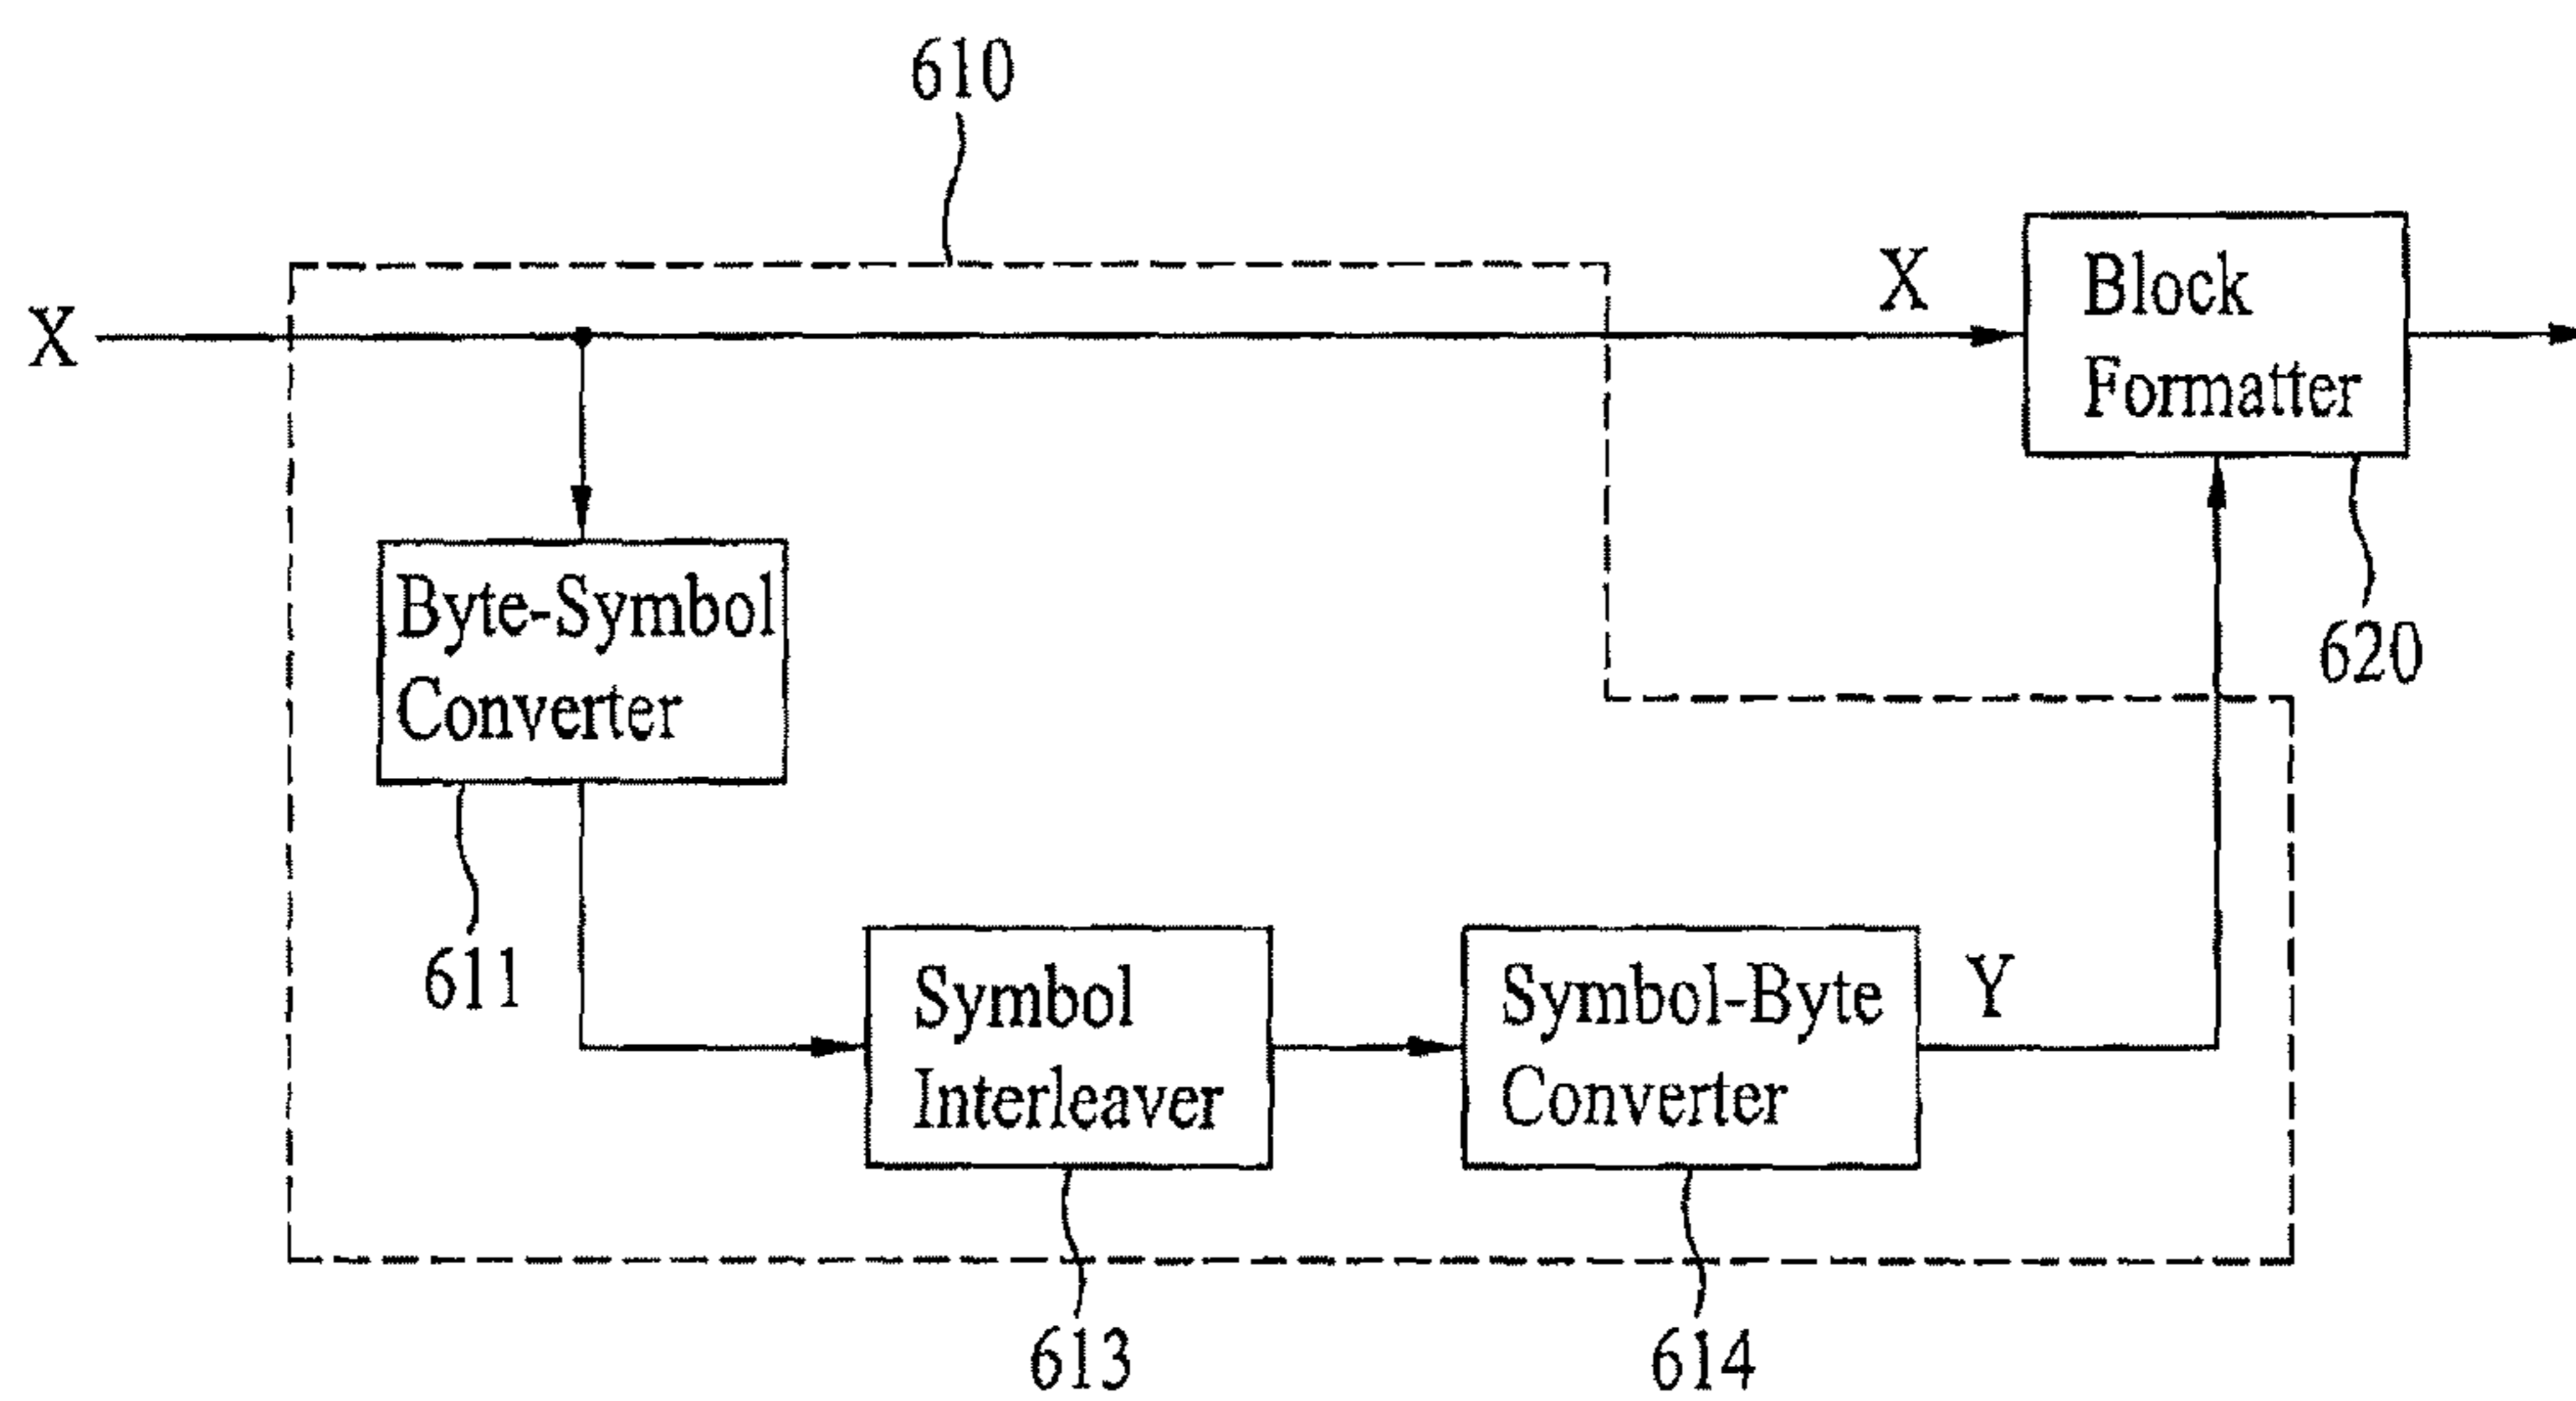 610
X
X
Block
Formatter
620
Byte-Symbol
Converter
611
Symbol
Interleaver
613
Symbol-Byte
Converter
614
Y